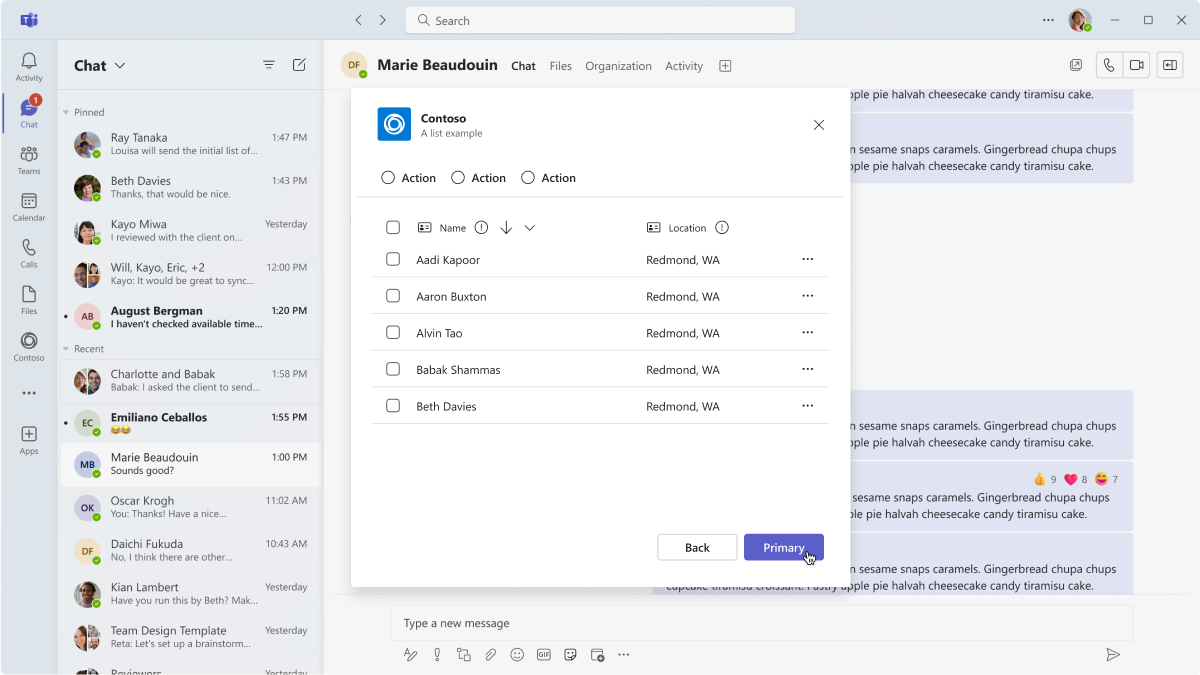 Search
Activity
Chat
Teams
Calendar
Calls
Files
Contoso
Apps
1
Chat
Pinned
Ray Tanaka 1:47 PM
Louisa will send the initial list of...
Beth Davies 1:43 PM
Thanks, that would be nice.
Kayo Miwa Yesterday
I reviewed with the client on...
Will, Kayo, Eric, +2 12:00 PM
Kayo: It would be great to sync...
AB
August Bergman 1:20 PM
I haven't checked available time...
Recent
Charlotte and Babak 1:58 PM
Babak: I asked the client to send...
EC
Emiliano Ceballos 1:55 PM
MB
Marie Beaudouin 1:00 PM
Sounds good?
OK
Oscar Krogh 11:02 AM
You: Thanks! Have a nice...
DF
Daichi Fukuda 10:43 AM
No, I think there are other...
Kian Lambert Yesterday
Have you run this by Beth? Mak...
Team Design Template Yesterday
Reta: Let's set up a brainstorm...
Reviewers Yesterday
DF
Marie Beaudouin Chat Files Organization Activity
pple pie halvah cheesecake candy tiramisu cake.
n sesame snaps caramels. Gingerbread chupa chups
pple pie halvah cheesecake candy tiramisu cake.
Contoso
A list example
Action Action Action
Name Location
Aadi Kapoor Redmond, WA
Aaron Buxton Redmond, WA
Alvin Tao Redmond, WA
Babak Shammas Redmond, WA
Beth Davies Redmond, WA
Back Primary
n sesame snaps caramels. Gingerbread chupa chups
pple pie halvah cheesecake candy tiramisu cake.
9 8 7
sesame snaps caramels. Gingerbread chupa chups
ple pie halvah cheesecake candy tiramisu cake.
n sesame snaps caramels. Gingerbread chupa chups
cupcake tiramisu croissant. Pastry apple pie halvah cheesecake candy tiramisu cake.
Type a new message
GIF